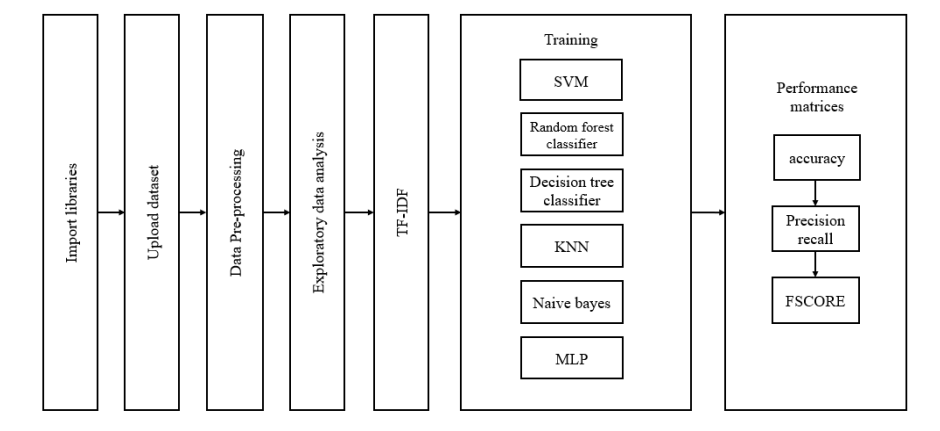 Import libraries
Upload dataset
Data Pre-processing
Exploratory data analysis
TF-IDF
Training
SVM
Random forest
classifier
Decision tree
classifier
KNN
Naive bayes
MLP
Performance
matrices
accuracy
Precision
recall
FSCORE